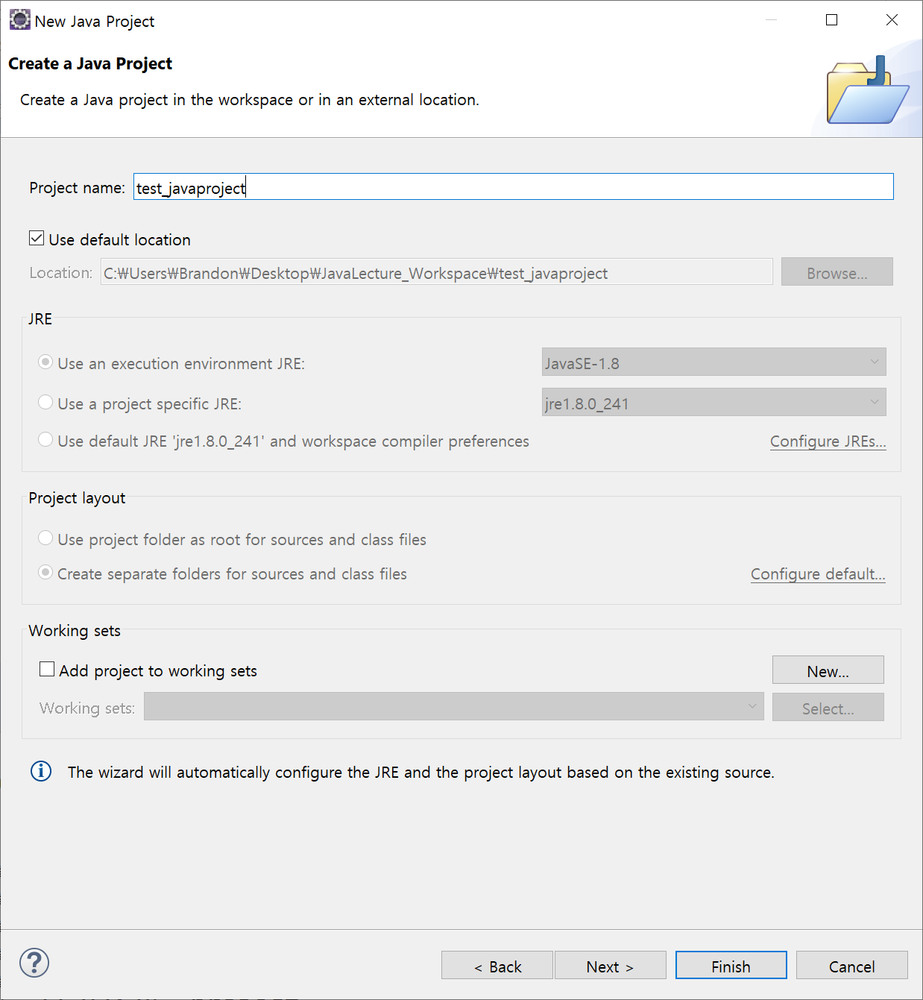 New Java Project
Create a Java Project
Create a Java project in the workspace or in an external location.
Project name: test_javaproject
Use default location
Location: C:₩Users₩Brandon₩Desktop₩JavaLecture_Workspace₩test_javaproject Browse...
JRE
Use an execution environment JRE: JavaSE-1.8
Use a project specific JRE: jre1.8.0_241
Use default JRE 'jre1.8.0_241' and workspace compiler preferences Configure JREs...
Project layout
Use project folder as root for sources and class files
Create separate folders for sources and class files Configure default...
Working sets
Add project to working sets New...
Working sets: Select...
The wizard will automatically configure the JRE and the project layout based on the existing source.
? < Back Next > Finish Cancel